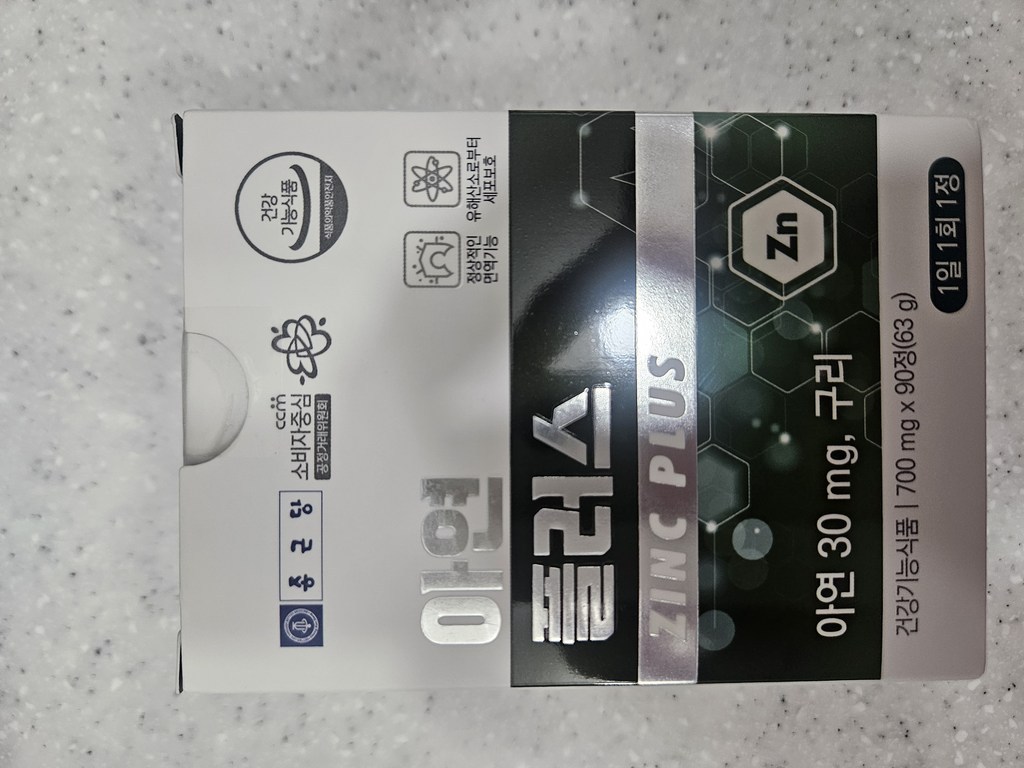 종근당
ccm
소비자중심
공정거래위원회
건강
기능식품
식품의약품안전처
아연
정상적인
면역기능
유해산소로부터
세포보호
플러스
ZINC PLUS
Zn
아연 30 mg, 구리
건강기능식품 | 700 mg x 90정(63 g)
1일 1회 1정